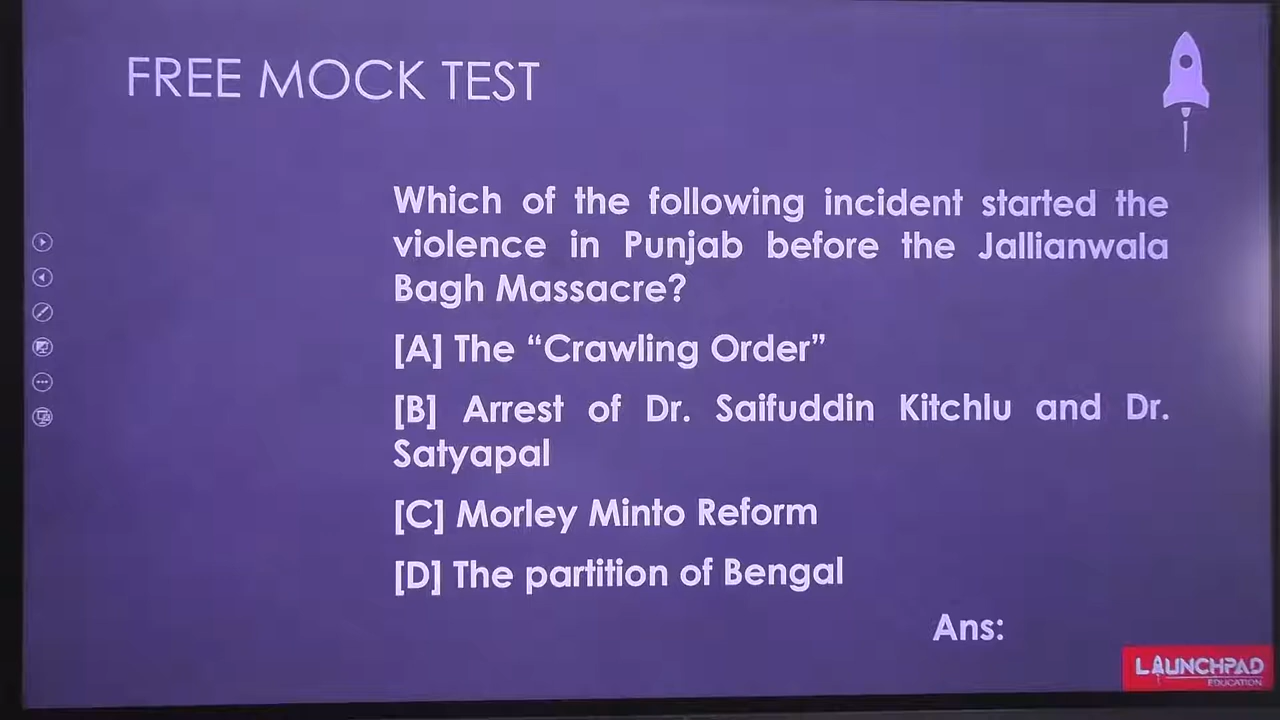 FREE MOCK TEST
Which of the following incident started the
violence in Punjab before the Jallianwala
Bagh Massacre?
[A] The “Crawling Order”
[B] Arrest of Dr. Saifuddin Kitchlu and Dr.
Satyapal
[C] Morley Minto Reform
[D] The partition of Bengal
Ans:
LAUNCHPAD
EDUCATION